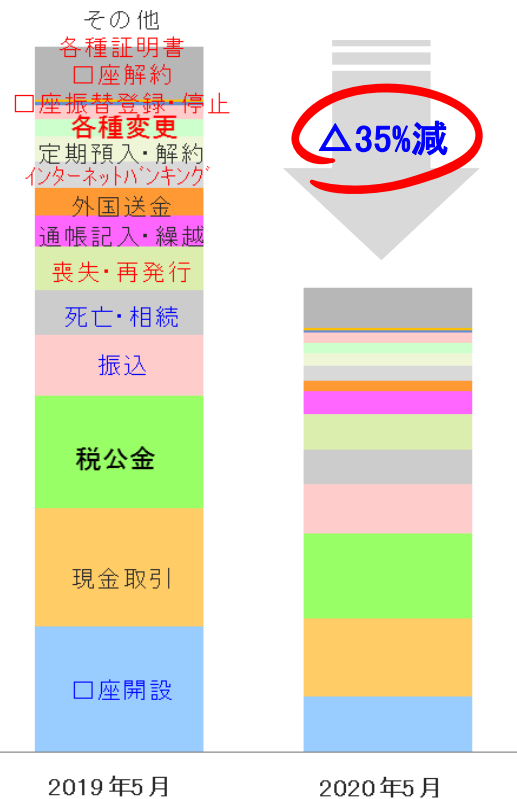 その他
各種証明書
口座解約
口座振替登録・停止
各種変更
定期預入・解約
インターネットバンキング
外国送金
通帳記入・繰越
喪失・再発行
死亡・相続
振込
税公金
現金取引
口座開設
2019年5月
△35%減
2020年5月